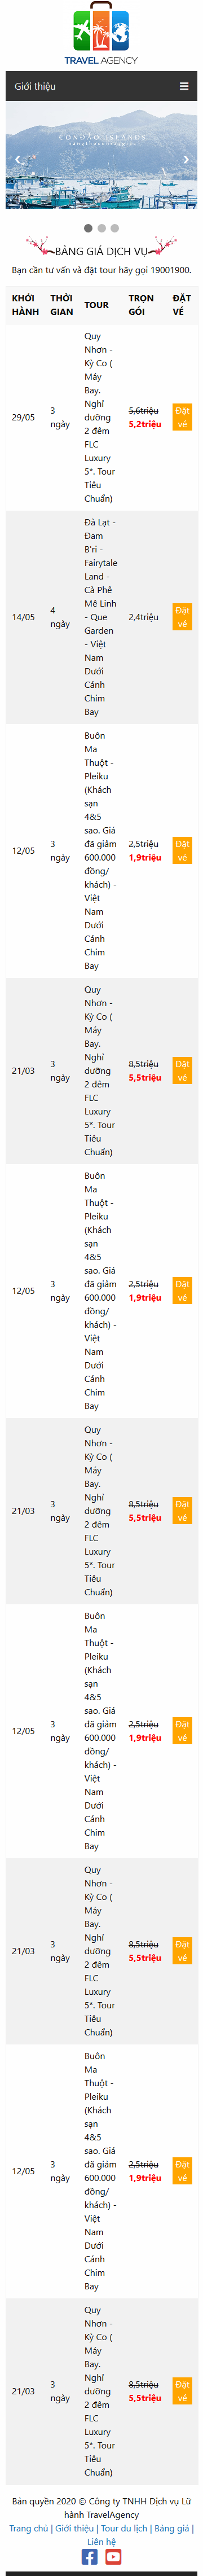 TRAVEL AGENCY
Giới thiệu
CONDAO ISLANDS
BẢNG GIÁ DỊCH VỤ
Bạn cần tư vấn và đặt tour hãy gọi 19001900.
KHỞI HÀNH THỜI GIAN TOUR TRỌN GÓI ĐẶT VÉ
29/05
3 ngày
Quy
Nhơn -
Kỳ Co (
Máy
Bay.
Nghỉ
dưỡng
2 đêm
FLC
Luxury
5*. Tour
Tiêu
Chuẩn)
5,6triệu
5,2triệu
Đặt
vé
14/05
4
ngày
Đà Lạt -
Đam
B'ri -
Fairytale
Land -
Cà Phê
Mê Linh
- Que
Garden
- Việt
Nam
Dưới
Cánh
Chim
Bay
2,4triệu
Đặt
vé
12/05
3
ngày
Buôn
Ma
Thuột -
Pleiku
(Khách
sạn
4&5
sao. Giá
đã giảm
600.000
đồng/
khách) -
Việt
Nam
Dưới
Cánh
Chim
Bay
2,5triệu
1,9triệu
Đặt
vé
21/03
3
ngày
Quy
Nhơn -
Kỳ Co (
Máy
Bay.
Nghỉ
dưỡng
2 đêm
FLC
Luxury
5*. Tour
Tiêu
Chuẩn)
8,5triệu
5,5triệu
Đặt
vé
12/05
3
ngày
Buôn
Ma
Thuột -
Pleiku
(Khách
sạn
4&5
sao. Giá
đã giảm
600.000
đồng/
khách) -
Việt
Nam
Dưới
Cánh
Chim
Bay
2,5triệu
1,9triệu
Đặt
vé
21/03
3
ngày
Quy
Nhơn -
Kỳ Co (
Máy
Bay.
Nghỉ
dưỡng
2 đêm
FLC
Luxury
5*. Tour
Tiêu
Chuẩn)
8,5triệu
5,5triệu
Đặt
vé
12/05
3
ngày
Buôn
Ma
Thuột -
Pleiku
(Khách
sạn
4&5
sao. Giá
đã giảm
600.000
đồng/
khách) -
Việt
Nam
Dưới
Cánh
Chim
Bay
2,5triệu
1,9triệu
Đặt
vé
21/03
3
ngày
Quy
Nhơn -
Kỳ Co (
Máy
Bay.
Nghỉ
dưỡng
2 đêm
FLC
Luxury
5*. Tour
Tiêu
Chuẩn)
8,5triệu
5,5triệu
Đặt
vé
12/05
3
ngày
Buôn
Ma
Thuột -
Pleiku
(Khách
sạn
4&5
sao. Giá
đã giảm
600.000
đồng/
khách) -
Việt
Nam
Dưới
Cánh
Chim
Bay
2,5triệu
1,9triệu
Đặt
vé
21/03
3
ngày
Quy
Nhơn -
Kỳ Co (
Máy
Bay.
Nghỉ
dưỡng
2 đêm
FLC
Luxury
5*. Tour
Tiêu
Chuẩn)
8,5triệu
5,5triệu
Đặt
vé
Bản quyền 2020 © Công ty TNHH Dịch vụ Lữ
hành TravelAgency
Trang chủ | Giới thiệu | Tour du lịch | Bảng giá |
Liên hệ